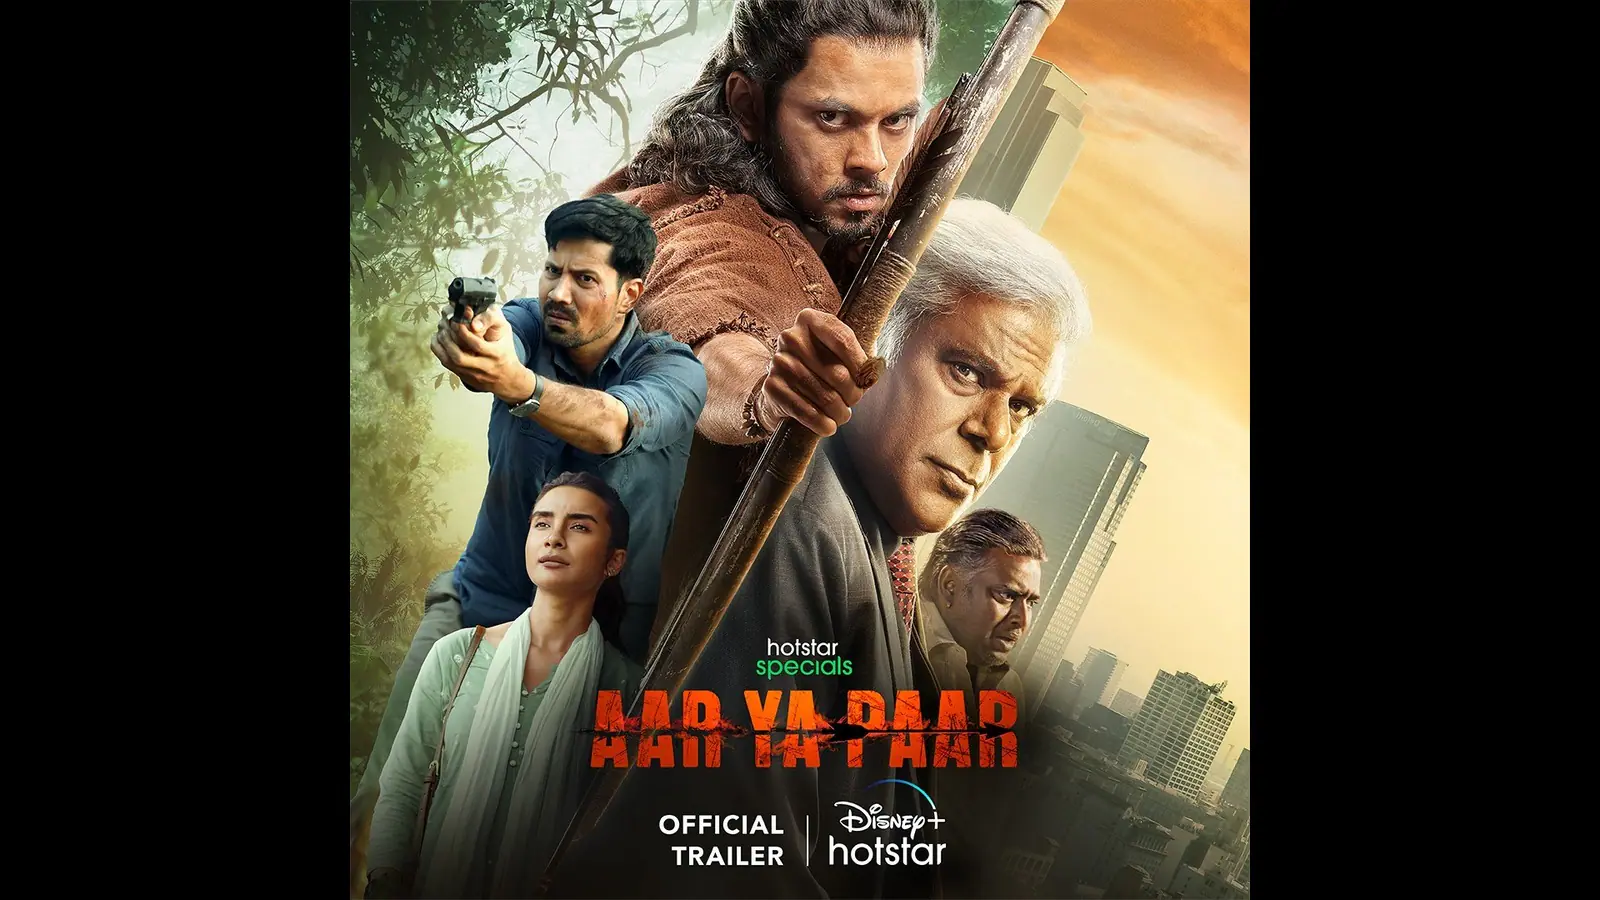 hotstar
specials
AAR YA PAAR
OFFICIAL
TRAILER
Disney+
hotstar